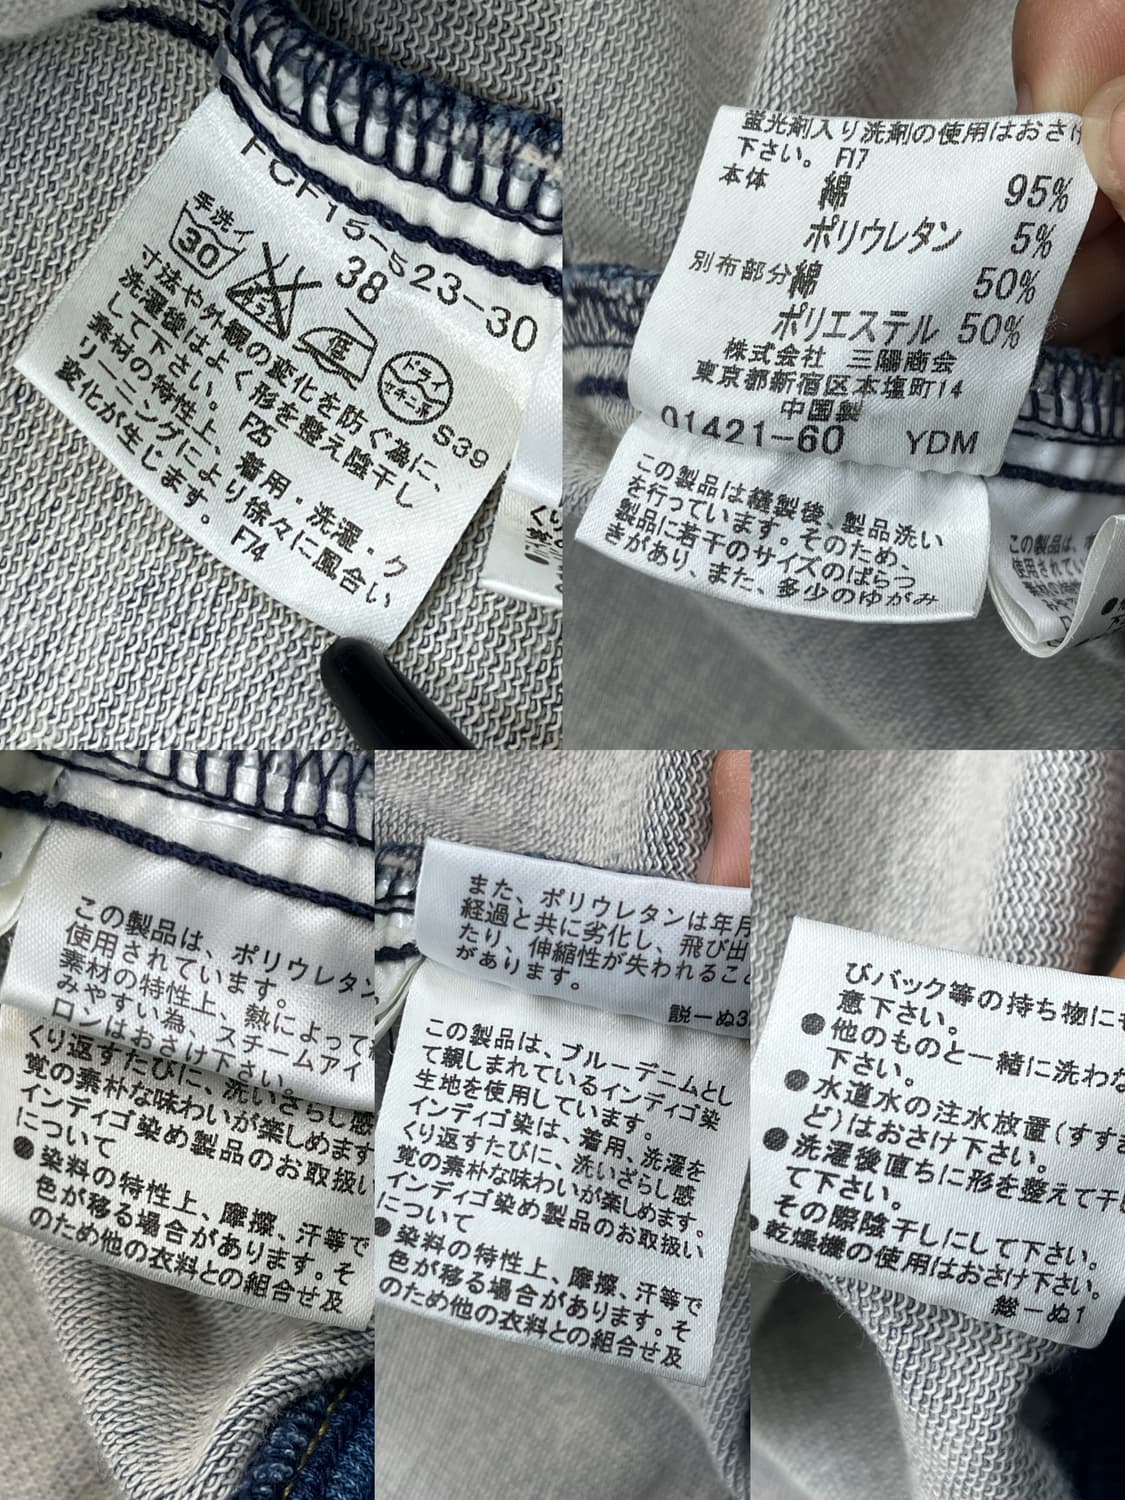 FCF15-523-30
38
手洗イ
30
エンソサラシ
低
ドライ
セキユ系
S39
寸法や外観の変化を防ぐ為に、
洗濯後はよく形を整え陰干し
して下さい。 F25
素材の特性上、着用・洗濯・ク
リーニングにより徐々に風合い
変化が生じます。 F74
蛍光剤入り洗剤の使用はおさけ
下さい。 F17
本体 綿 95%
ポリウレタン 5%
別布部分綿 50%
ポリエステル 50%
株式会社 三陽商会
東京都新宿区本塩町14
中国製
01421-60 YDM
この製品は縫製後、製品洗い
を行っています。そのため、
製品に若干のサイズのばらつ
きがあり、また、多少のゆがみ
この製品は、
使用されてい
この製品は、ポリウレタン
使用されています。
素材の特性上、熱によって
みやすい為、スチームアイ
ロンはおさけ下さい。
くり返すたびに、洗いざらし感
覚の素朴な味わいが楽しめます
インディゴ染め製品のお取扱い
について
●染料の特性上、摩擦、汗等で
色が移る場合があります。そ
のため他の衣料との組合せ及
また、ポリウレタンは年月
経過と共に劣化し、飛び出
たり、伸縮性が失われるこ
があります。
説ーぬ3
この製品は、ブルーデニムとし
て親しまれているインディゴ染
生地を使用しています。
インディゴ染は、着用、洗濯を
くり返すたびに、洗いざらし感
覚の素朴な味わいが楽しめます。
インディゴ染め製品のお取扱い
について
●染料の特性上、摩擦、汗等で
色が移る場合があります。そ
のため他の衣料との組合せ及
びバック等の持ち物にも
意下さい。
●他のものと一緒に洗わな
下さい。
●水道水の注水放置(すすぎ
ど)はおさけ下さい。
●洗濯後直ちに形を整えて干し
て下さい。
その際陰干しにして下さい。
●乾燥機の使用はおさけ下さい。
総ーぬ1